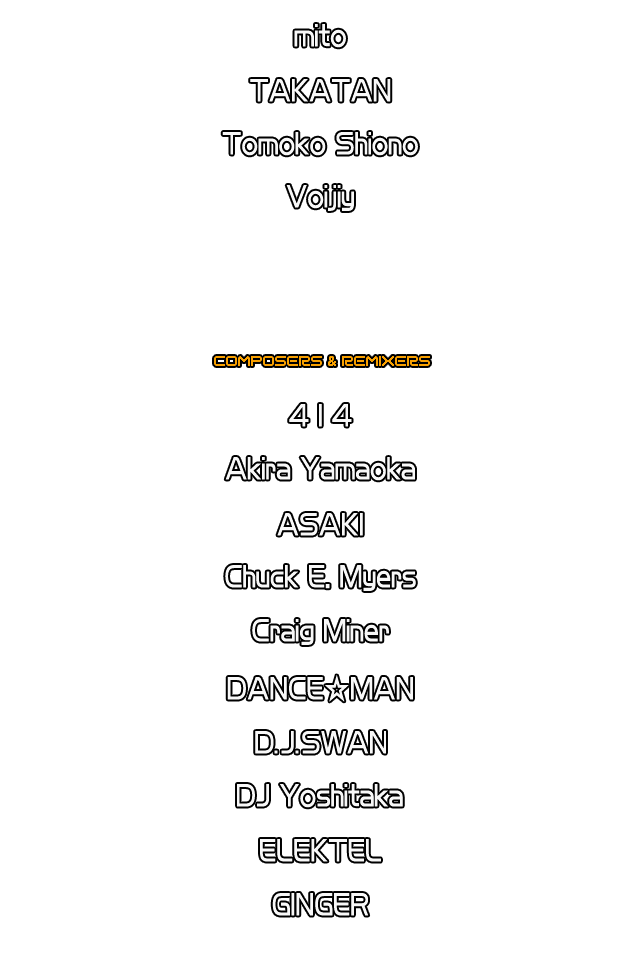 mito
TAKATAN
Tomoko Shiono
Voijiy
COMPOSERS & REMIXERS
4 | 4
Akira Yamaoka
ASAKI
Chuck E. Myers
Craig Miner
DANCE☆MAN
D.J.SWAN
DJ Yoshitaka
ELEKTEL
GINGER